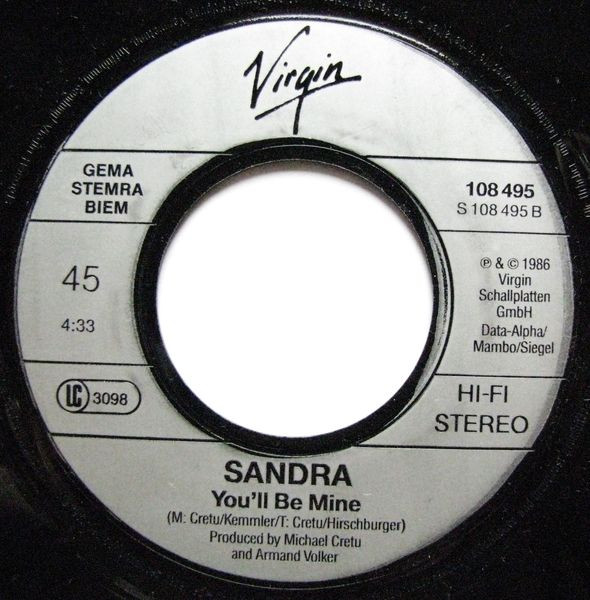 Virgin
GEMA
STEMRA
BIEM
108 495
S 108 495 B
45
4:33
℗ & © 1986
Virgin
Schallplatten
GmbH
Data-Alpha/
Mambo/Siegel
LC 3098
HI-FI
STEREO
SANDRA
You'll Be Mine
(M: Cretu/Kemmler/T: Cretu/Hirschburger)
Produced by Michael Cretu
and Armand Volker